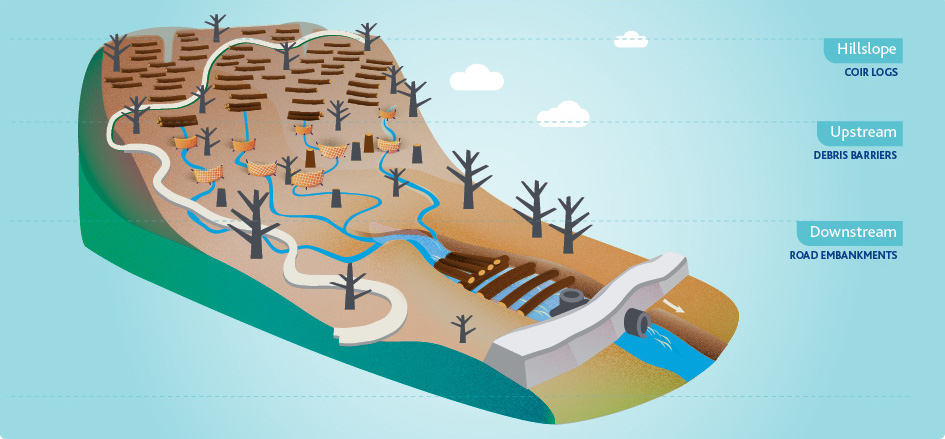 Hillslope
COIR LOGS
Upstream
DEBRIS BARRIERS
Downstream
ROAD EMBANKMENTS